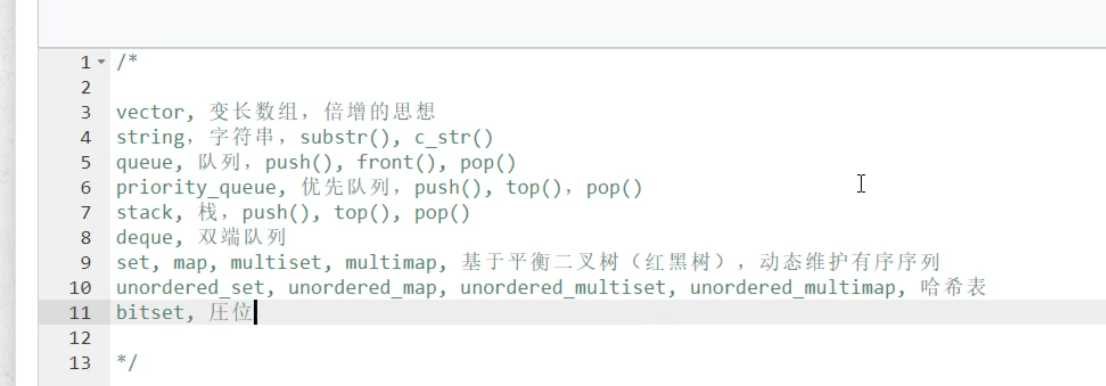 1 /*
2
3 vector, 变长数组，倍增的思想
4 string，字符串，substr(), c_str()
5 queue, 队列，push(), front(), pop()
6 priority_queue, 优先队列，push(), top()，pop()
7 stack, 栈，push(), top(), pop()
8 deque, 双端队列
9 set, map, multiset, multimap, 基于平衡二叉树（红黑树），动态维护有序序列
10 unordered_set, unordered_map, unordered_multiset, unordered_multimap, 哈希表
11 bitset, 圧位
12
13 */